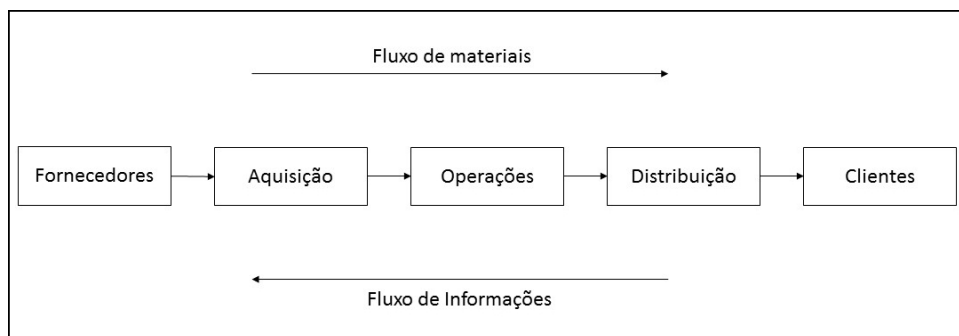 Fluxo de materiais
Fornecedores
Aquisição
Operações
Distribuição
Clientes
Fluxo de Informações